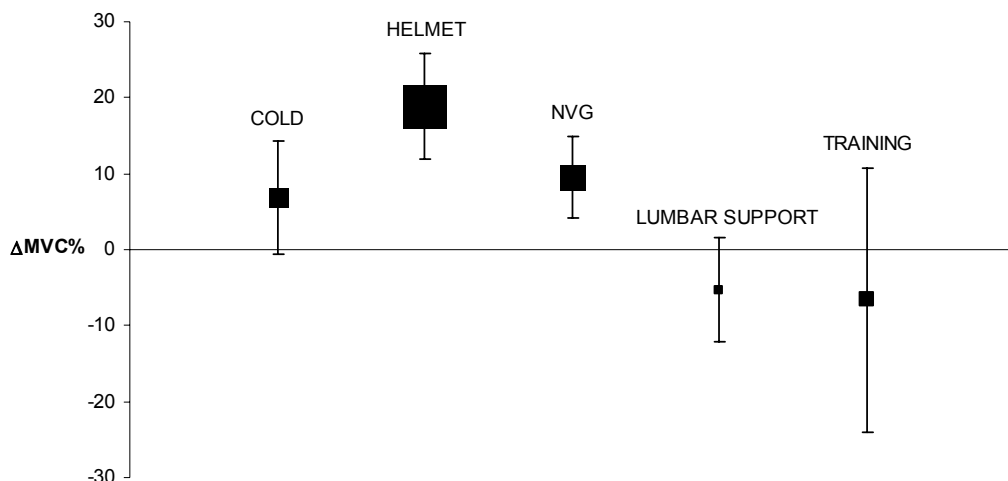 30
HELMET
20
COLD
NVG
TRAINING
10
LUMBAR SUPPORT
ΔMVC%
0
-10
-20
-30